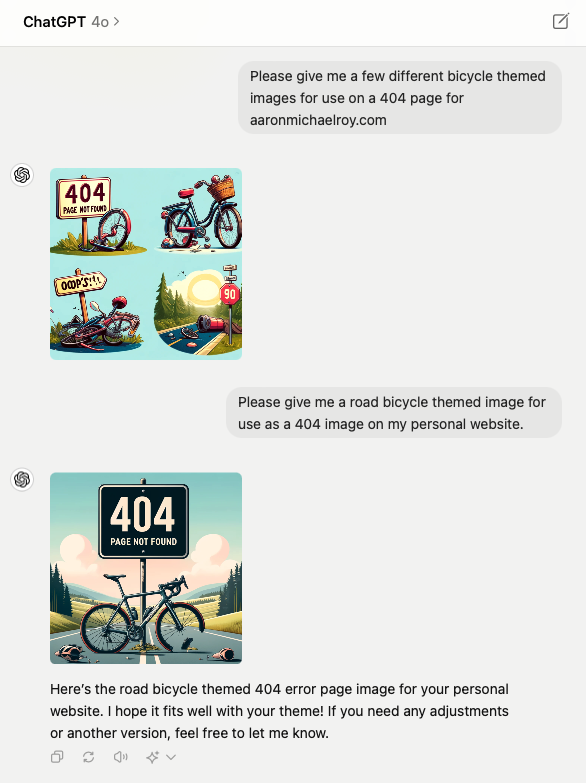 ChatGPT 4o >
Please give me a few different bicycle themed
images for use on a 404 page for
aaronmichaelroy.com
404
PAGE NOT FOUND
OOP'S!!!
90
Please give me a road bicycle themed image for
use as a 404 image on my personal website.
404
PAGE NOT FOUND
Here's the road bicycle themed 404 error page image for your personal
website. I hope it fits well with your theme! If you need any adjustments
or another version, feel free to let me know.